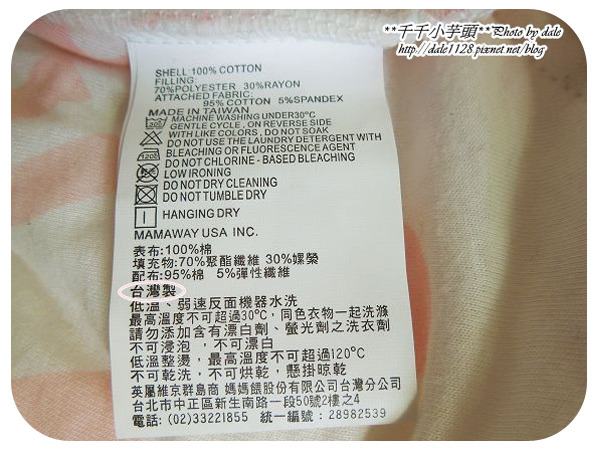 **千千小芋頭**Photo by dale
http://dale1128.pixnet.net/blog
SHELL 100% COTTON
FILLING
70%POLYESTER 30%RAYON
ATTACHED FABRIC:
95% COTTON 5%SPANDEX
MADE IN TAIWAN
MACHINE WASHING UNDER30°C
GENTLE CYCLE , ON REVERSE SIDE
WITH LIKE COLORS , DO NOT SOAK
DO NOT USE THE LAUNDRY DETERGENT WITH
BLEACHING OR FLUORESCENCE AGENT
DO NOT CHLORINE - BASED BLEACHING
LOW IRONING
DO NOT DRY CLEANING
DO NOT TUMBLE DRY
HANGING DRY
MAMAWAY USA INC.
表布:100%棉
填充物:70%聚酯纖維 30%嫘縈
配布:95%棉 5%彈性纖維
台灣製
低溫、弱速反面機器水洗
最高溫度不可超過30°C，同色衣物一起洗滌
請勿添加含有漂白劑、螢光劑之洗衣劑
不可浸泡 ，不可漂白
低溫整燙，最高溫度不可超過120°C
不可乾洗，不可烘乾，懸掛晾乾
英屬維京群島商 媽媽餵股份有限公司台灣分公司
台北市中正區新生南路一段50號2樓之4
電話: (02)33221855 統一編號：28982539